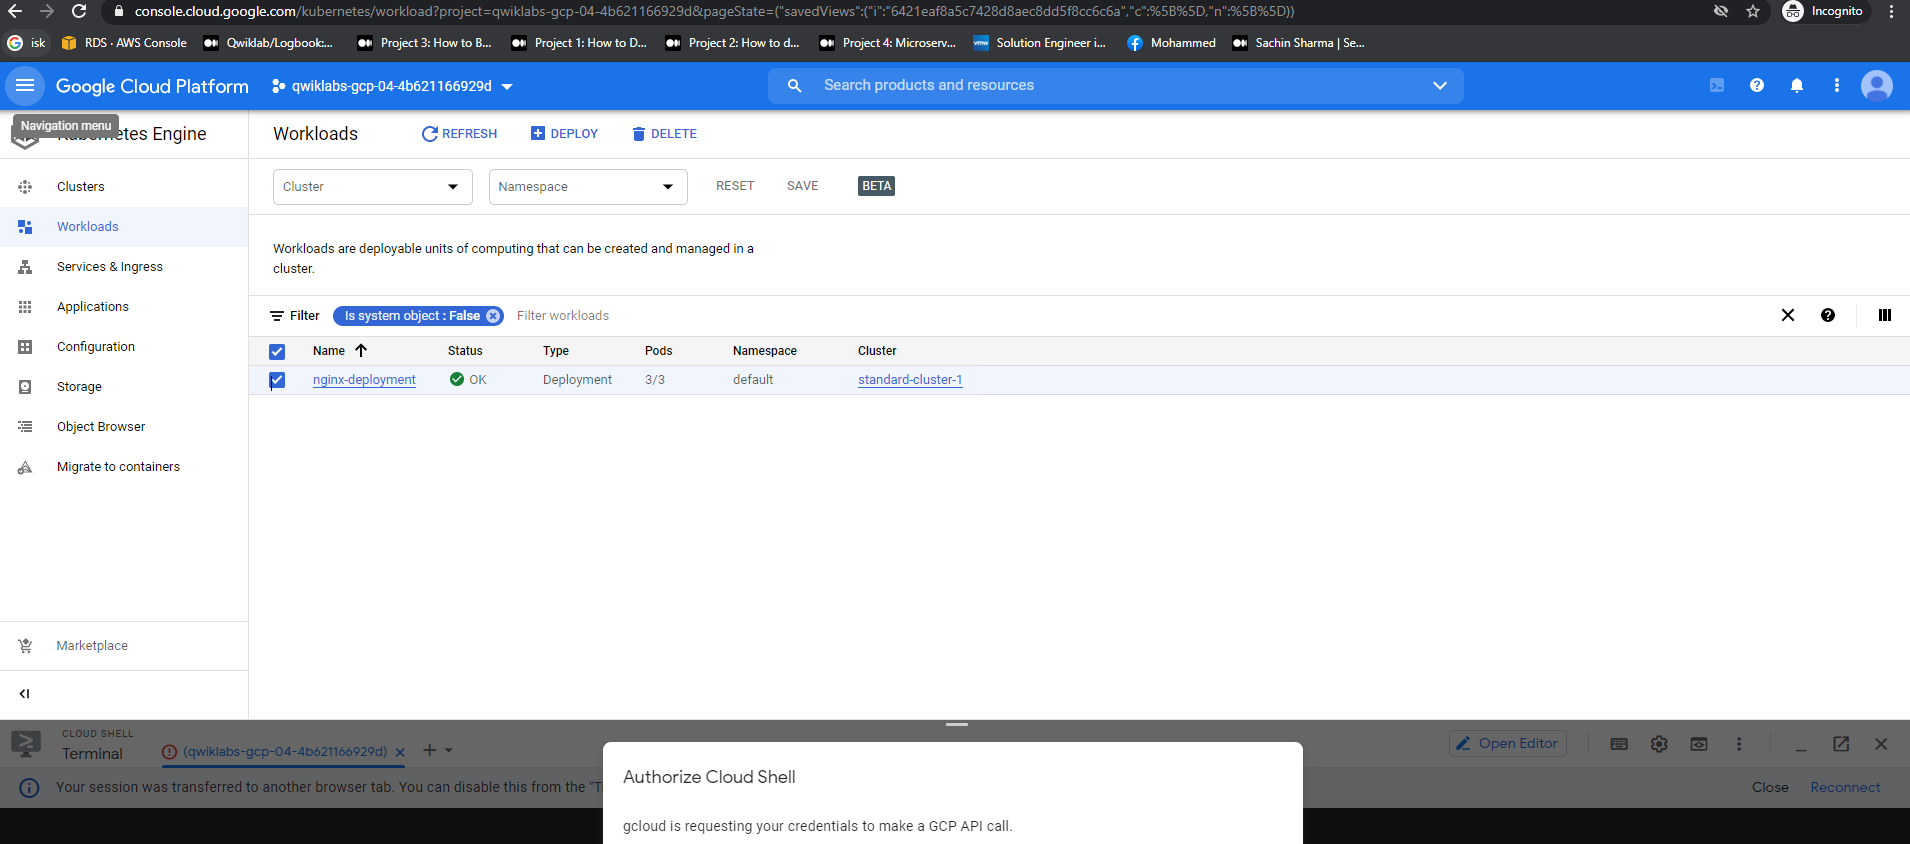 console.cloud.google.com/kubernetes/workload?project=qwiklabs-gcp-04-4b621166929d&pageState=("savedViews":("i":"6421eaf8a5c7428d8aec8dd5f8cc6c6a","c":%5B%5D,"n":%5B%5D))
Incognito
isk
RDS · AWS Console
Qwiklab/Logbook:...
Project 3: How to B...
Project 1: How to D...
Project 2: How to d...
Project 4: Microserv...
vmw
Solution Engineer i...
Mohammed
Sachin Sharma | Se...
Google Cloud Platform
qwiklabs-gcp-04-4b621166929d
Search products and resources
Navigation menu
Kubernetes Engine
Workloads
REFRESH
DEPLOY
DELETE
Clusters
Workloads
Services & Ingress
Applications
Configuration
Storage
Object Browser
Migrate to containers
Marketplace
Cluster
Namespace
RESET
SAVE
BETA
Workloads are deployable units of computing that can be created and managed in a
cluster.
Filter
Is system object : False
Filter workloads
Name
Status
Type
Pods
Namespace
Cluster
nginx-deployment
OK
Deployment
3/3
default
standard-cluster-1
CLOUD SHELL
Terminal
(qwiklabs-gcp-04-4b621166929d)
Open Editor
Your session was transferred to another browser tab. You can disable this from the "T
Close
Reconnect
Authorize Cloud Shell
gcloud is requesting your credentials to make a GCP API call.